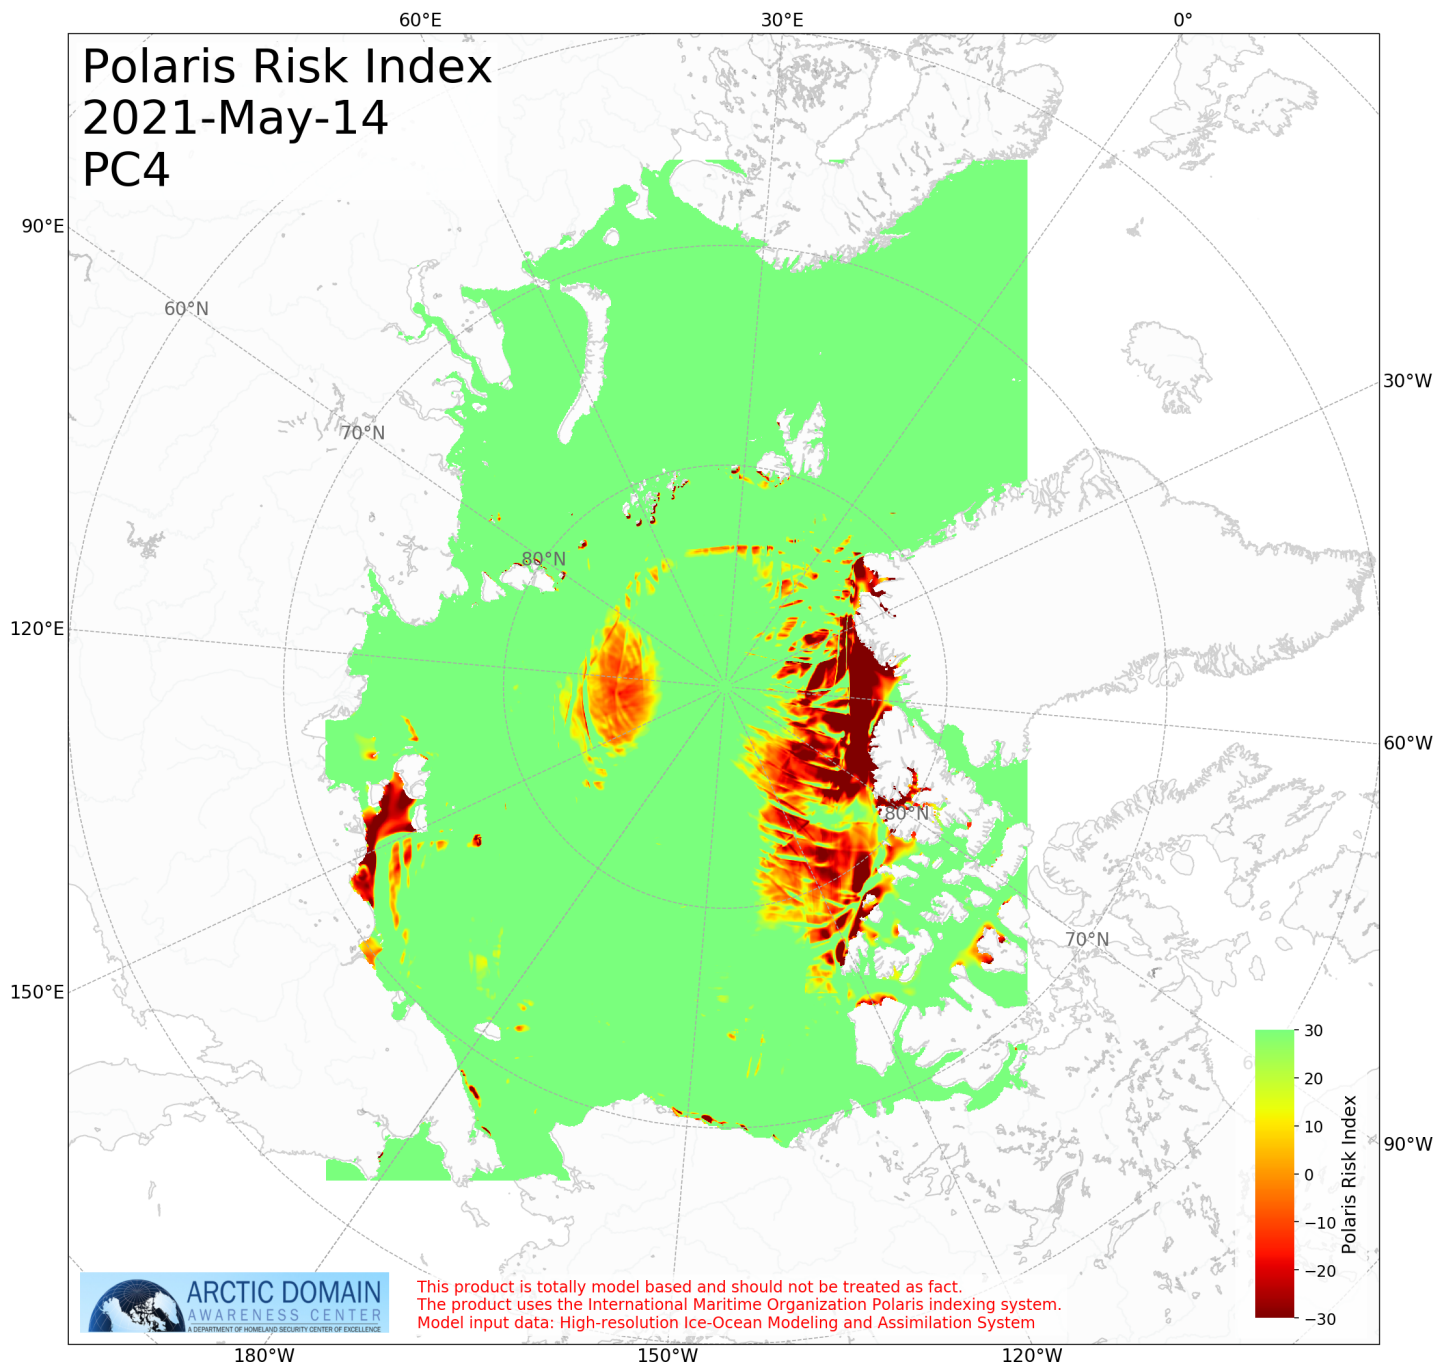 60°E
30°E
0°
Polaris Risk Index
2021-May-14
PC4
90°E
60°N
30°W
70°N
80°N
120°E
60°W
80°N
70°N
150°E
30
20
10
0
−10
−20
−30
Polaris Risk Index
90°W
ARCTIC DOMAIN
AWARENESS CENTER
A DEPARTMENT OF HOMELAND SECURITY CENTER OF EXCELLENCE
This product is totally model based and should not be treated as fact.
The product uses the International Maritime Organization Polaris indexing system.
Model input data: High-resolution Ice-Ocean Modeling and Assimilation System
180°W
150°W
120°W